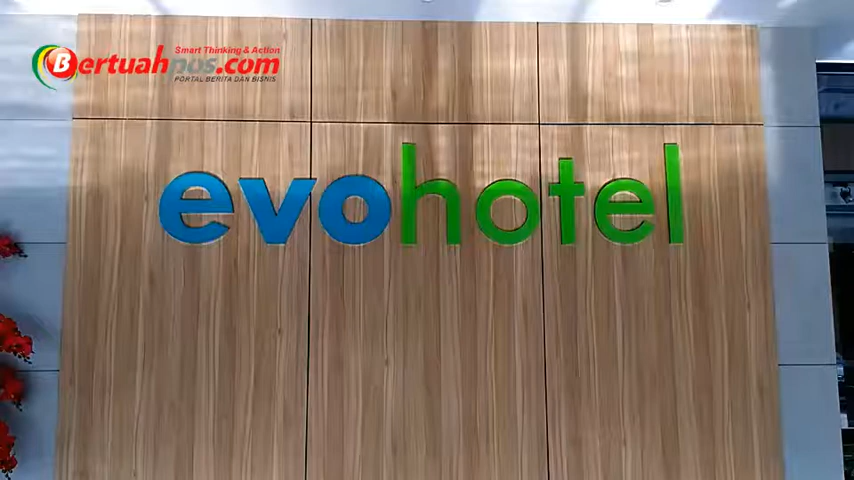 Smart Thinking & Action
Bertuahpos.com
PORTAL BERITA DAN BISNIS
evohotel